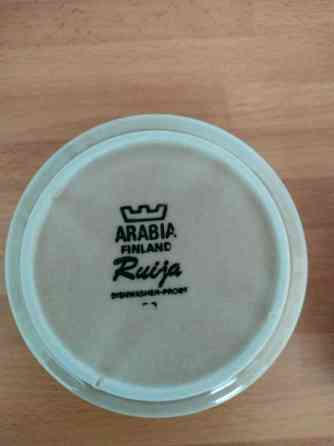 ARABIA
FINLAND
Ruija
DISHWASHER-PROOF